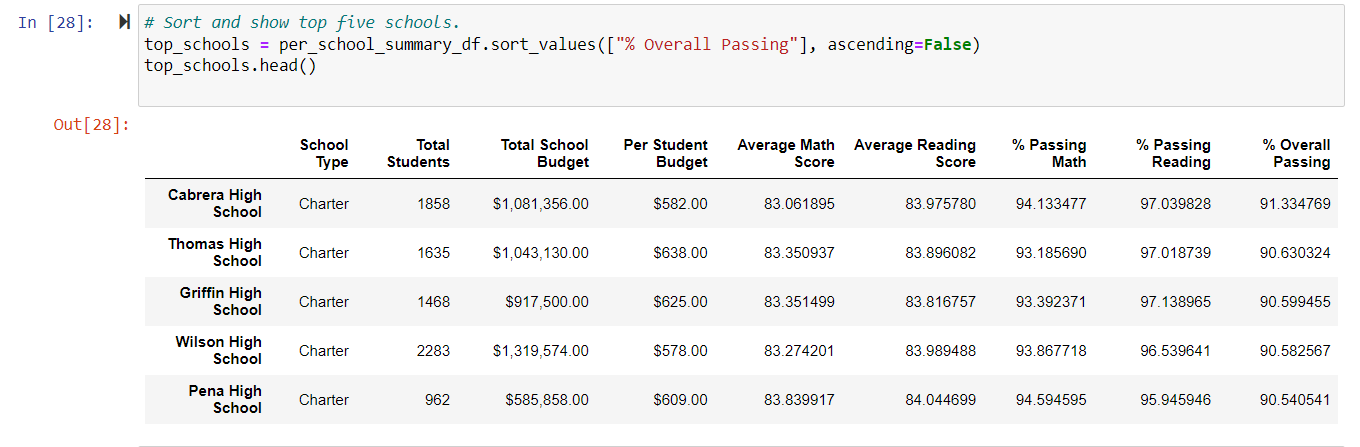 In [28]:
# Sort and show top five schools.
top_schools = per_school_summary_df.sort_values(["% Overall Passing"], ascending=False)
top_schools.head()
Out[28]:
School Type Total Students Total School Budget Per Student Budget Average Math Score Average Reading Score % Passing Math % Passing Reading % Overall Passing
Cabrera High School Charter 1858 $1,081,356.00 $582.00 83.061895 83.975780 94.133477 97.039828 91.334769
Thomas High School Charter 1635 $1,043,130.00 $638.00 83.350937 83.896082 93.185690 97.018739 90.630324
Griffin High School Charter 1468 $917,500.00 $625.00 83.351499 83.816757 93.392371 97.138965 90.599455
Wilson High School Charter 2283 $1,319,574.00 $578.00 83.274201 83.989488 93.867718 96.539641 90.582567
Pena High School Charter 962 $585,858.00 $609.00 83.839917 84.044699 94.594595 95.945946 90.540541